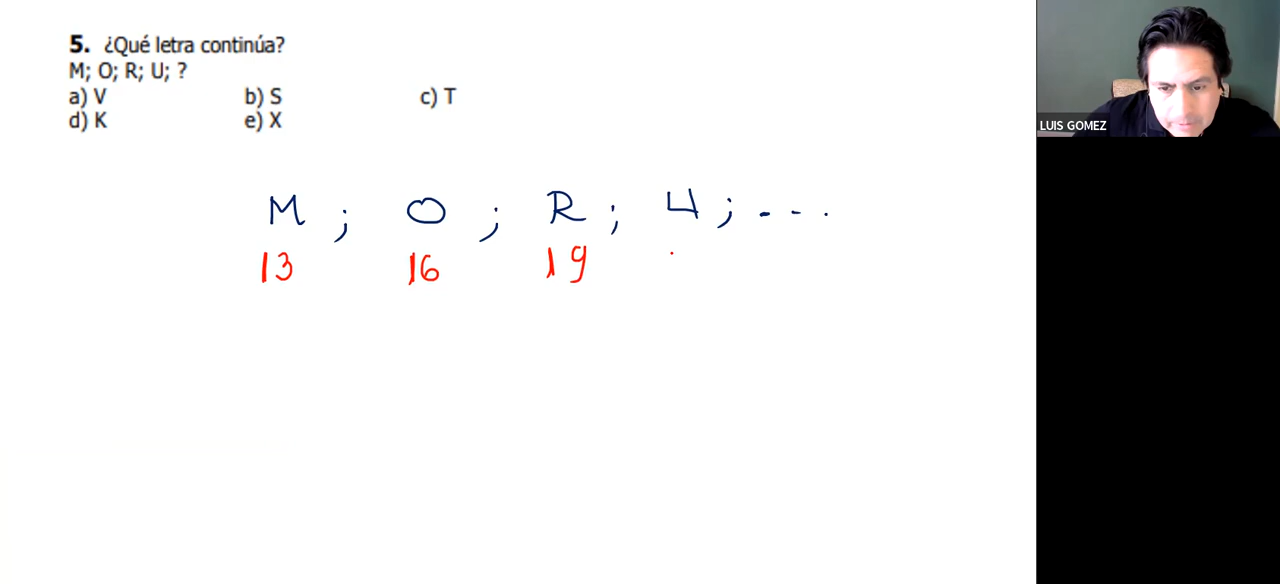 5. ¿Qué letra continúa?
M; O; R; U; ?
a) V b) S c) T
d) K e) X
LUIS GOMEZ
M ; O ; R ; U ; ...
13 16 19